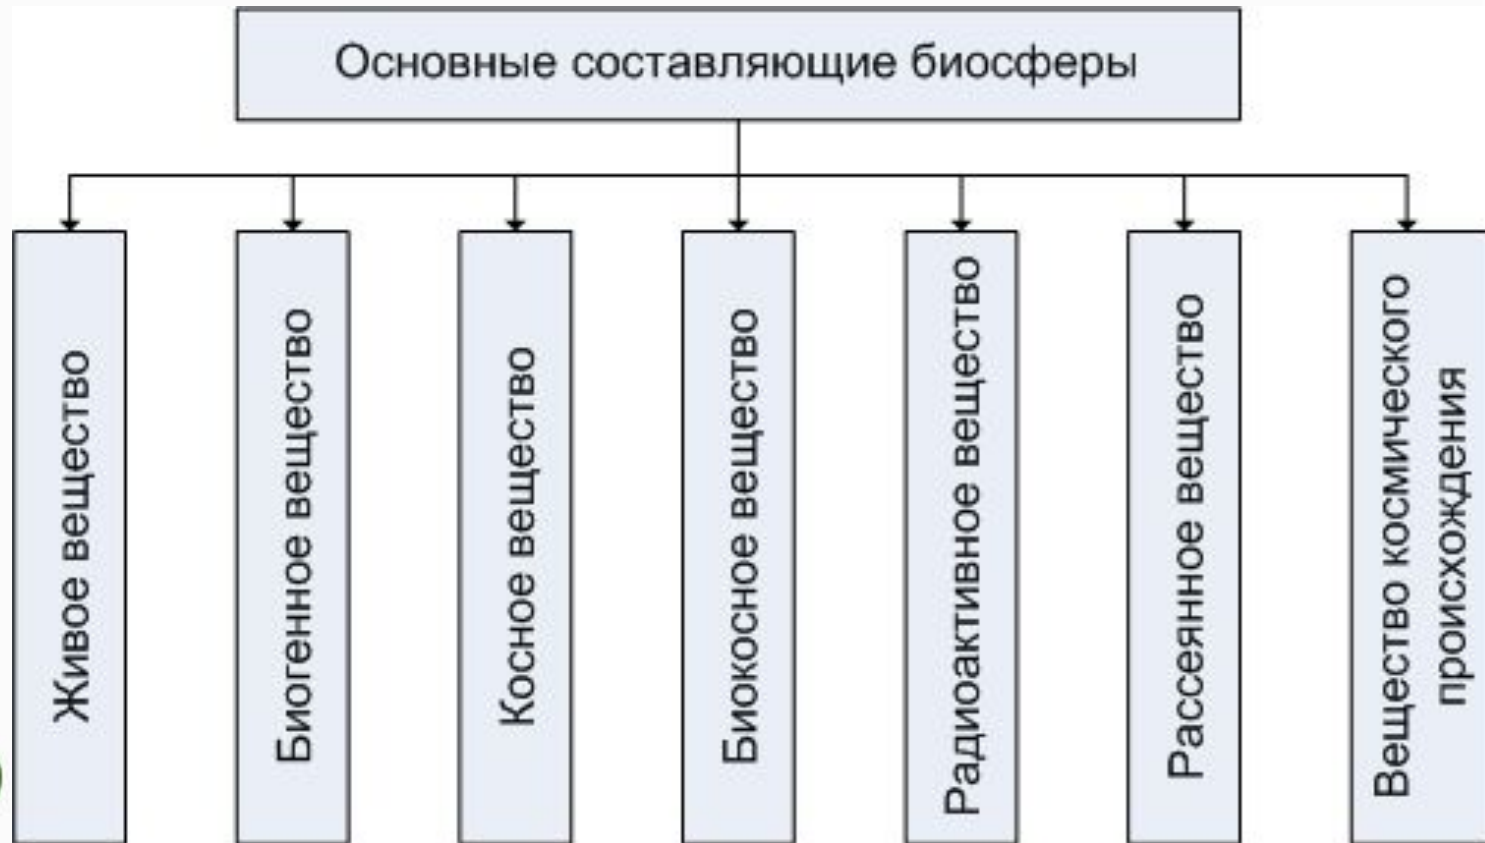 Основные составляющие биосферы
Живое вещество
Биогенное вещество
Косное вещество
Биокосное вещество
Радиоактивное вещество
Рассеянное вещество
Вещество космического
происхождения